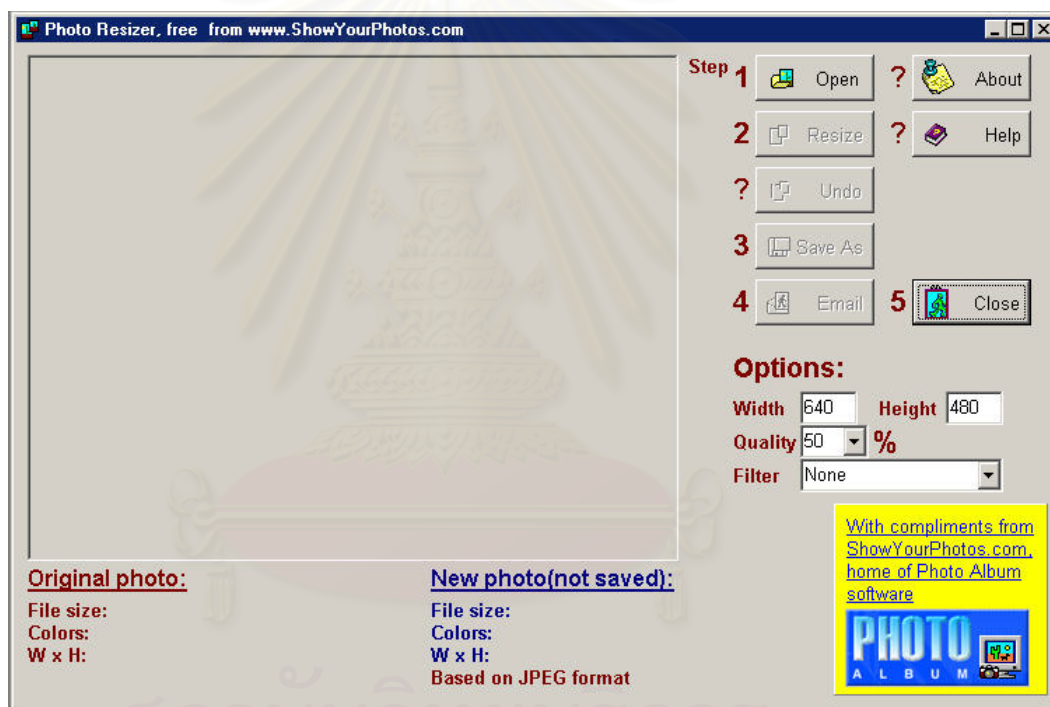 Photo Resizer, free from www.ShowYourPhotos.com
Step 1 Open ? About
2 Resize ? Help
? Undo
3 Save As
4 Email 5 Close
Options:
Width 640 Height 480
Quality 50 %
Filter None
With compliments from
ShowYourPhotos.com,
home of Photo Album
software
PHOTO
ALBUM
Original photo:
File size:
Colors:
W x H:
New photo(not saved):
File size:
Colors:
W x H:
Based on JPEG format